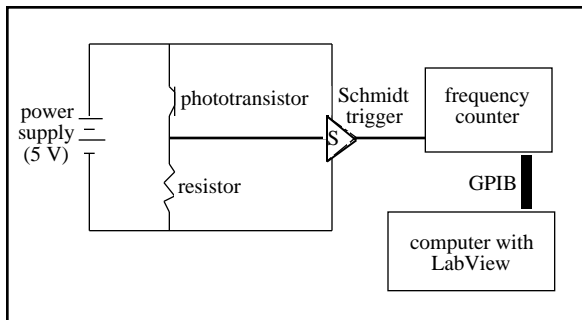 power
supply
(5 V)
phototransistor
resistor
Schmidt
trigger
S
frequency
counter
GPIB
computer with
LabView